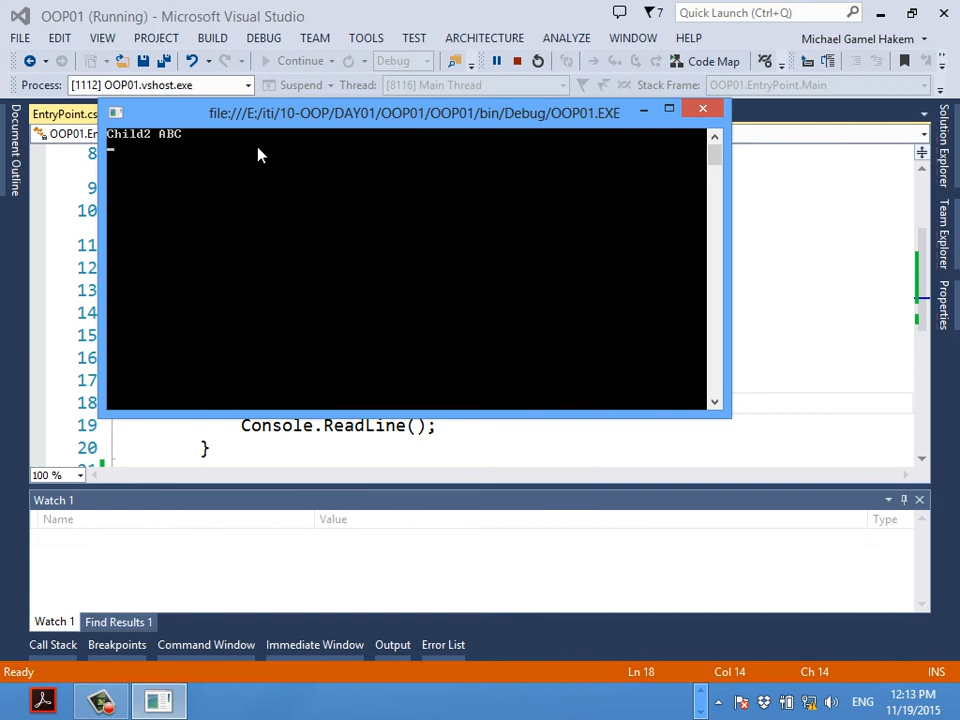 OOP01 (Running) - Microsoft Visual Studio
7
Quick Launch (Ctrl+Q)
FILE EDIT VIEW PROJECT BUILD DEBUG TEAM TOOLS TEST ARCHITECTURE ANALYZE WINDOW HELP
Michael Gamel Hakem
Continue Debug Code Map
Process: [1112] OOP01.vshost.exe Suspend Thread: [8116] Main Thread Stack Frame: OOP01.EntryPoint.Main
EntryPoint.cs
file:///E:/iti/10-OOP/DAY01/OOP01/OOP01/bin/Debug/OOP01.EXE
OOP01.En
Child2 ABC
Document Outline
Solution Explorer
Team Explorer
Properties
8
9
10
11
12
13
14
15
16
17
18
19 Console.ReadLine();
20 }
100 %
Watch 1
Name Value Type
Watch 1 Find Results 1
Call Stack Breakpoints Command Window Immediate Window Output Error List
Ready Ln 18 Col 14 Ch 14 INS
ENG
12:13 PM
11/19/2015